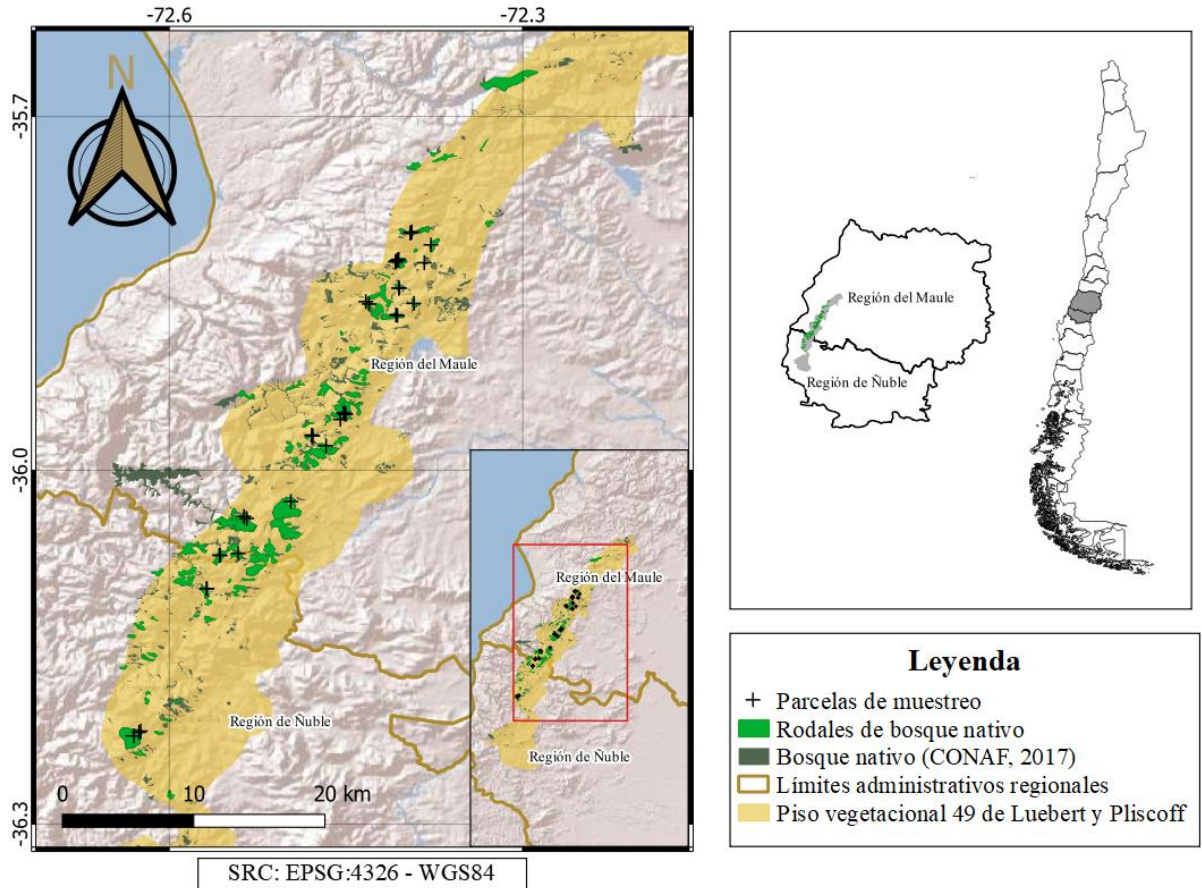 -72.6
-72.3
N
-35.7
-36.0
-36.3
Región del Maule
Región de Ñuble
0 10 20 km
Región del Maule
Región de Ñuble
SRC: EPSG:4326 - WGS84
Región del Maule
Región de Ñuble
Leyenda
Parcelas de muestreo
Rodales de bosque nativo
Bosque nativo (CONAF, 2017)
Límites administrativos regionales
Piso vegetacional 49 de Luebert y Pliscoff